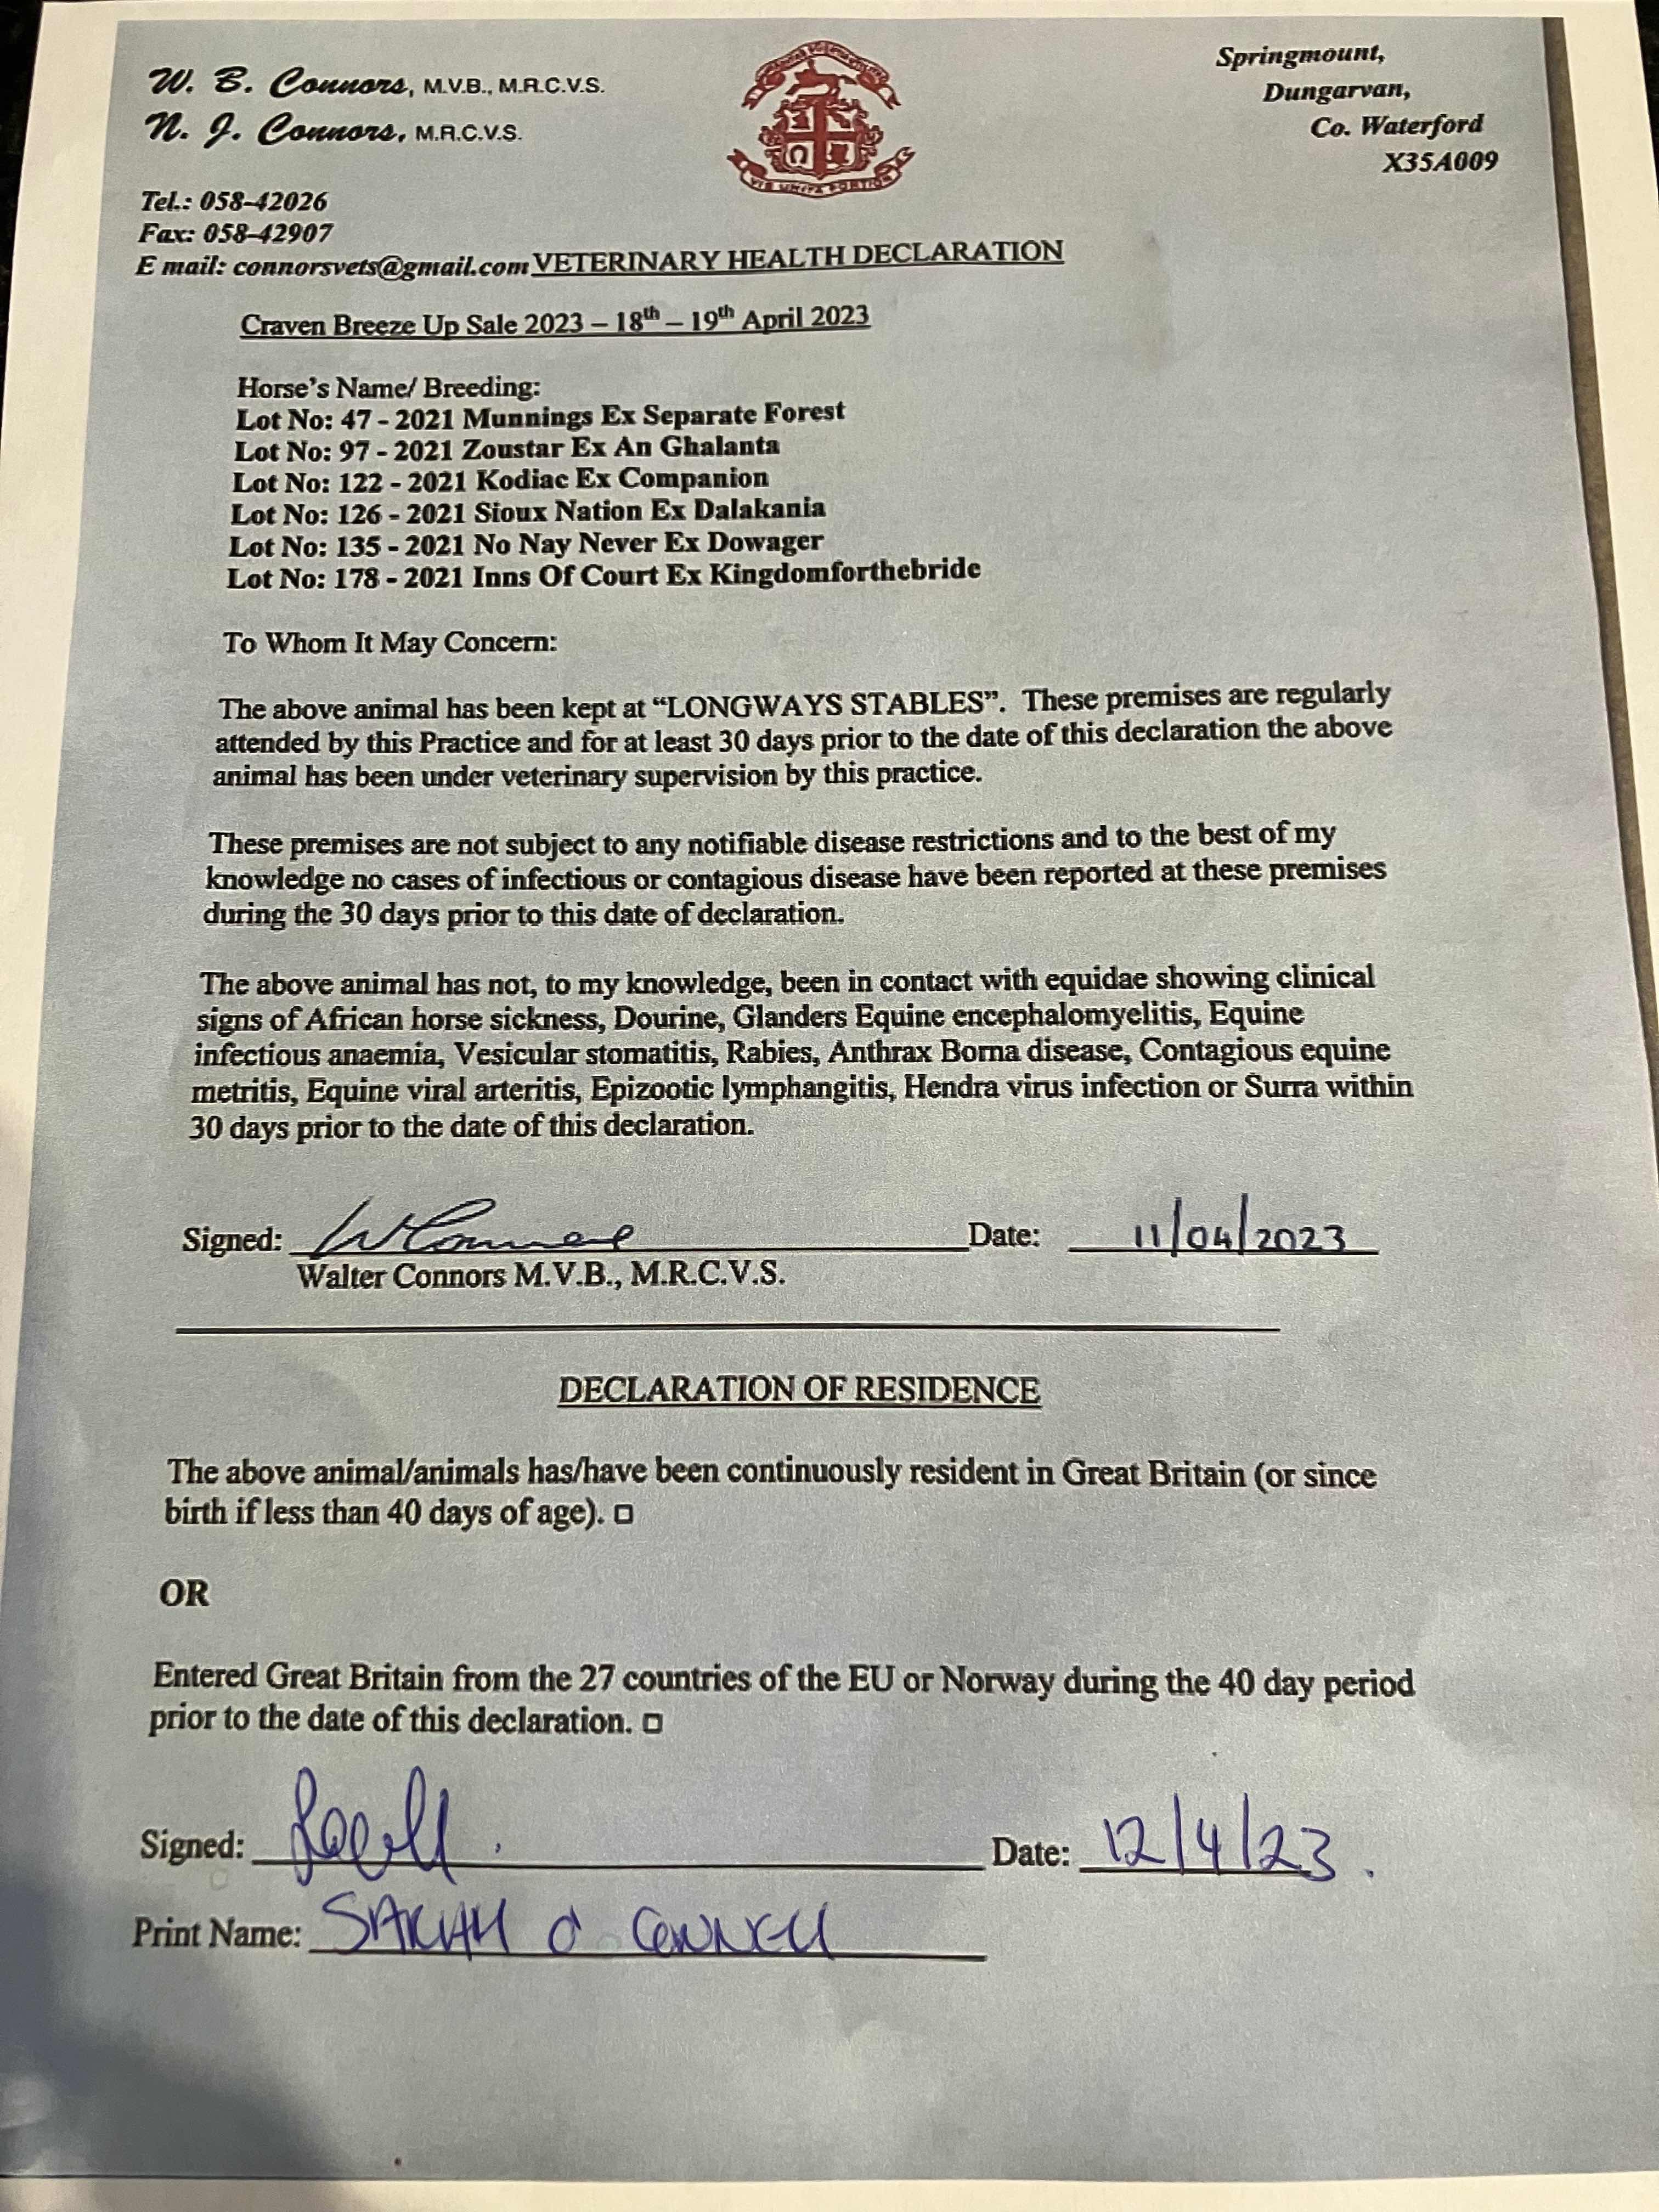 W. B. Connors, M.V.B., M.R.C.V.S.
N. J. Connors, M.R.C.V.S.
Springmount,
Dungarvan,
Co. Waterford
X35A009
VIS UNITA FORTIOR
Tel.: 058-42026
Fax: 058-42907
E mail: connorsvets@gmail.com VETERINARY HEALTH DECLARATION
Craven Breeze Up Sale 2023 – 18th – 19th April 2023
Horse's Name/ Breeding:
Lot No: 47 - 2021 Munnings Ex Separate Forest
Lot No: 97 - 2021 Zoustar Ex An Ghalanta
Lot No: 122 - 2021 Kodiac Ex Companion
Lot No: 126 - 2021 Sioux Nation Ex Dalakania
Lot No: 135 - 2021 No Nay Never Ex Dowager
Lot No: 178 - 2021 Inns Of Court Ex Kingdomforthebride
To Whom It May Concern:
The above animal has been kept at “LONGWAYS STABLES”. These premises are regularly
attended by this Practice and for at least 30 days prior to the date of this declaration the above
animal has been under veterinary supervision by this practice.
These premises are not subject to any notifiable disease restrictions and to the best of my
knowledge no cases of infectious or contagious disease have been reported at these premises
during the 30 days prior to this date of declaration.
The above animal has not, to my knowledge, been in contact with equidae showing clinical
signs of African horse sickness, Dourine, Glanders Equine encephalomyelitis, Equine
infectious anaemia, Vesicular stomatitis, Rabies, Anthrax Borna disease, Contagious equine
metritis, Equine viral arteritis, Epizootic lymphangitis, Hendra virus infection or Surra within
30 days prior to the date of this declaration.
Signed: WConnors Date: 11/04/2023
Walter Connors M.V.B., M.R.C.V.S.
DECLARATION OF RESIDENCE
The above animal/animals has/have been continuously resident in Great Britain (or since
birth if less than 40 days of age). □
OR
Entered Great Britain from the 27 countries of the EU or Norway during the 40 day period
prior to the date of this declaration. □
Signed: Date: 12/4/23.
Print Name: SARAH O' CONNELL